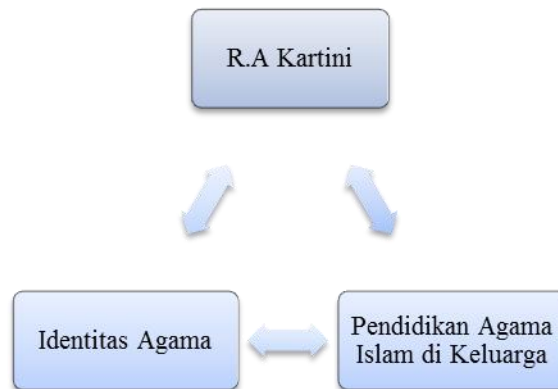 R.A Kartini
Identitas Agama
Pendidikan Agama
Islam di Keluarga